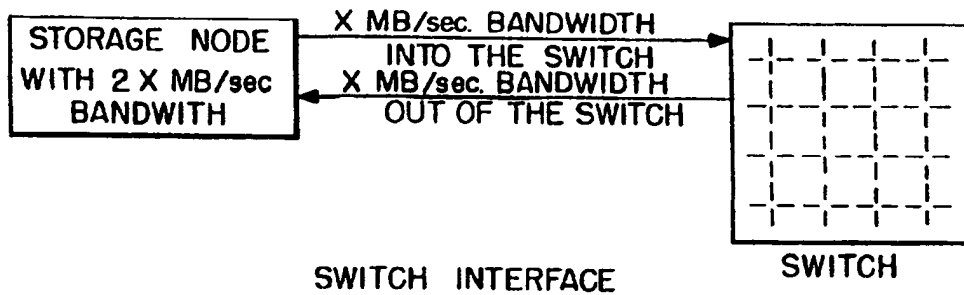 STORAGE NODE
WITH 2 X MB/sec
BANDWITH
X MB/sec. BANDWIDTH
INTO THE SWITCH
X MB/sec. BANDWIDTH
OUT OF THE SWITCH
SWITCH
SWITCH INTERFACE